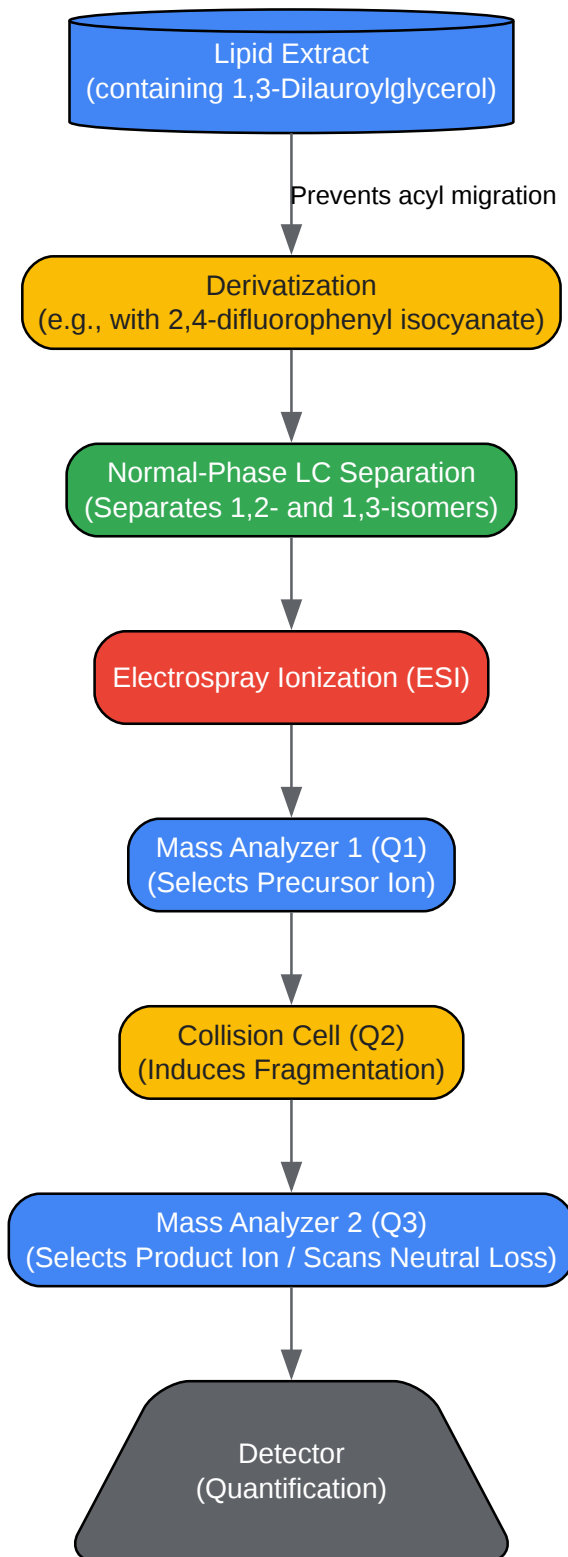 Lipid Extract
(containing 1,3-Dilauroylglycerol)
Prevents acyl migration
Derivatization
(e.g., with 2,4-difluorophenyl isocyanate)
Normal-Phase LC Separation
(Separates 1,2- and 1,3-isomers)
Electrospray Ionization (ESI)
Mass Analyzer 1 (Q1)
(Selects Precursor Ion)
Collision Cell (Q2)
(Induces Fragmentation)
Mass Analyzer 2 (Q3)
(Selects Product Ion / Scans Neutral Loss)
Detector
(Quantification)